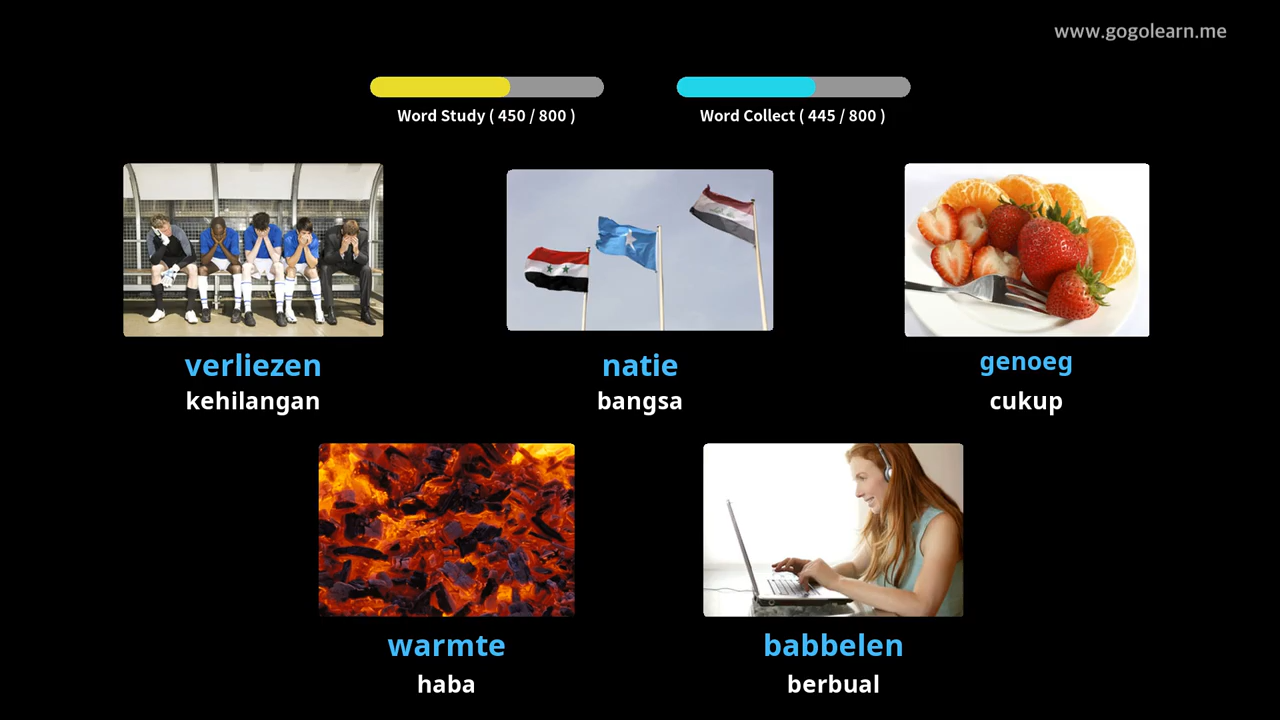 www.gogolearn.me
Word Study ( 450 / 800 )
Word Collect ( 445 / 800 )
verliezen
kehilangan
natie
bangsa
genoeg
cukup
warmte
haba
babbelen
berbual